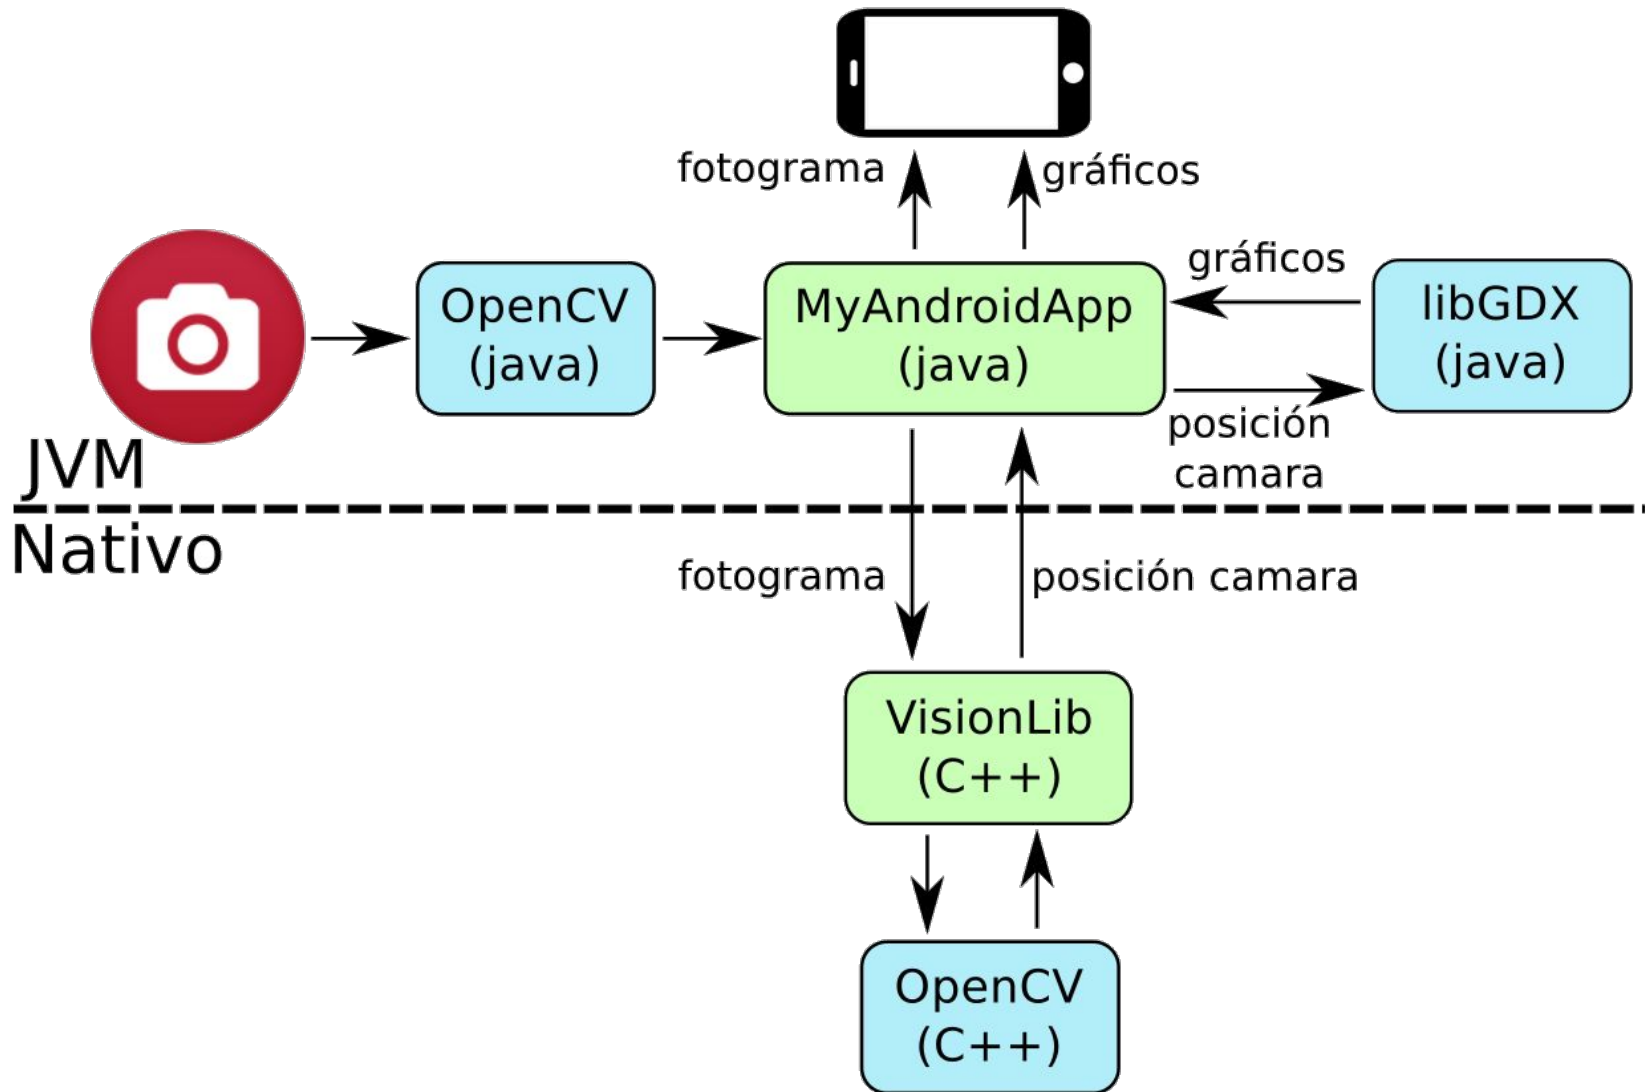 fotograma
gráficos
OpenCV
(java)
MyAndroidApp
(java)
gráficos
libGDX
(java)
posición
camara
JVM
Nativo
fotograma
posición camara
VisionLib
(C++)
OpenCV
(C++)